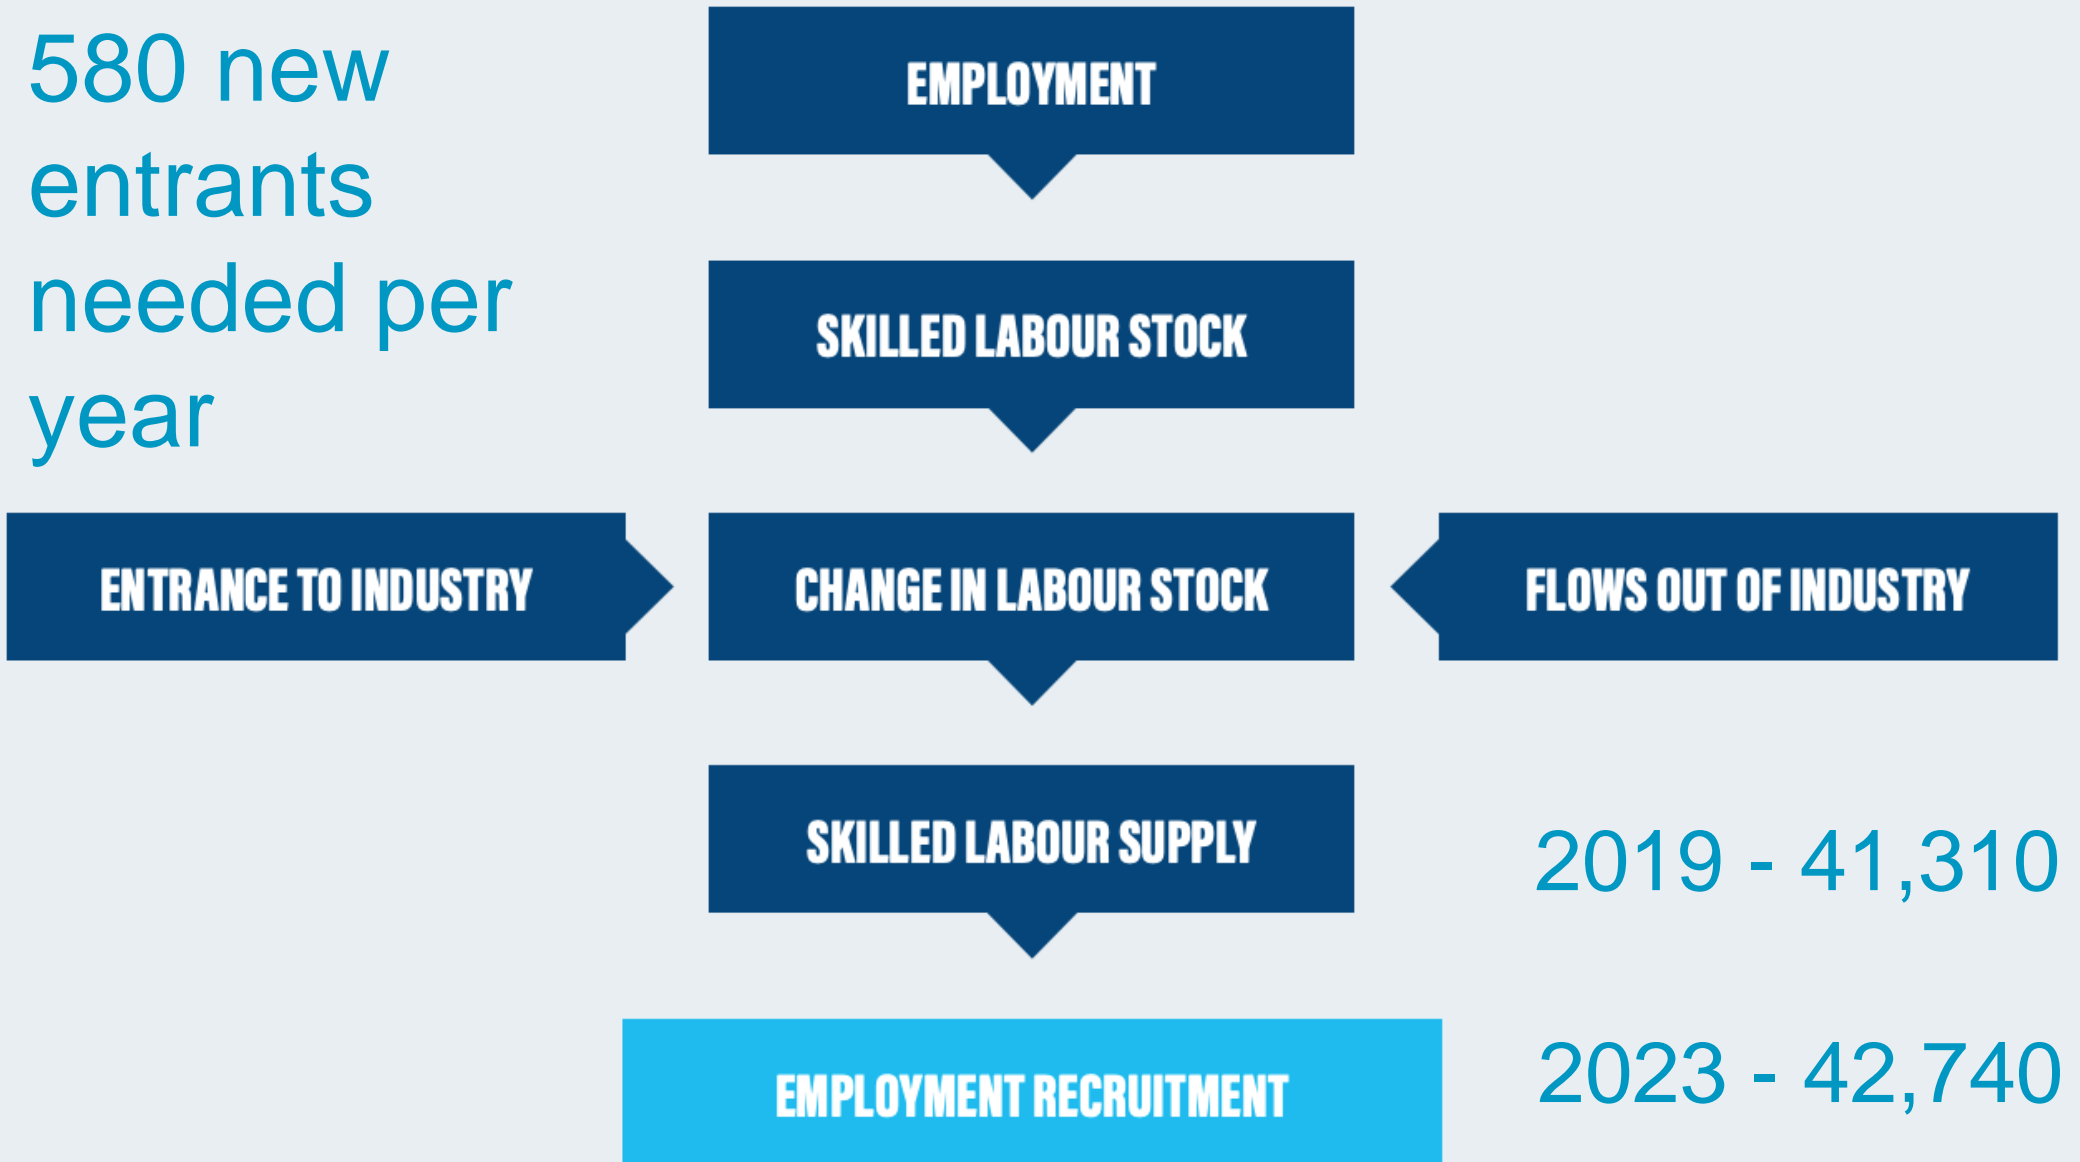 580 new
entrants
needed per
year
EMPLOYMENT
SKILLED LABOUR STOCK
ENTRANCE TO INDUSTRY
CHANGE IN LABOUR STOCK
FLOWS OUT OF INDUSTRY
SKILLED LABOUR SUPPLY
2019 - 41,310
EMPLOYMENT RECRUITMENT
2023 - 42,740